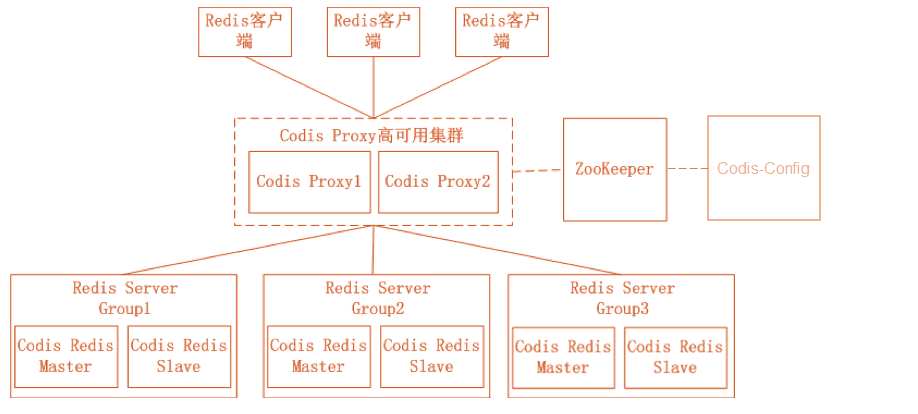 Redis客户
端
Redis客户
端
Redis客户
端
Codis Proxy高可用集群
Codis Proxy1
Codis Proxy2
ZooKeeper
Codis-Config
Redis Server
Group1
Codis Redis
Master
Codis Redis
Slave
Redis Server
Group2
Codis Redis
Master
Codis Redis
Slave
Redis Server
Group3
Codis Redis
Master
Codis Redis
Slave